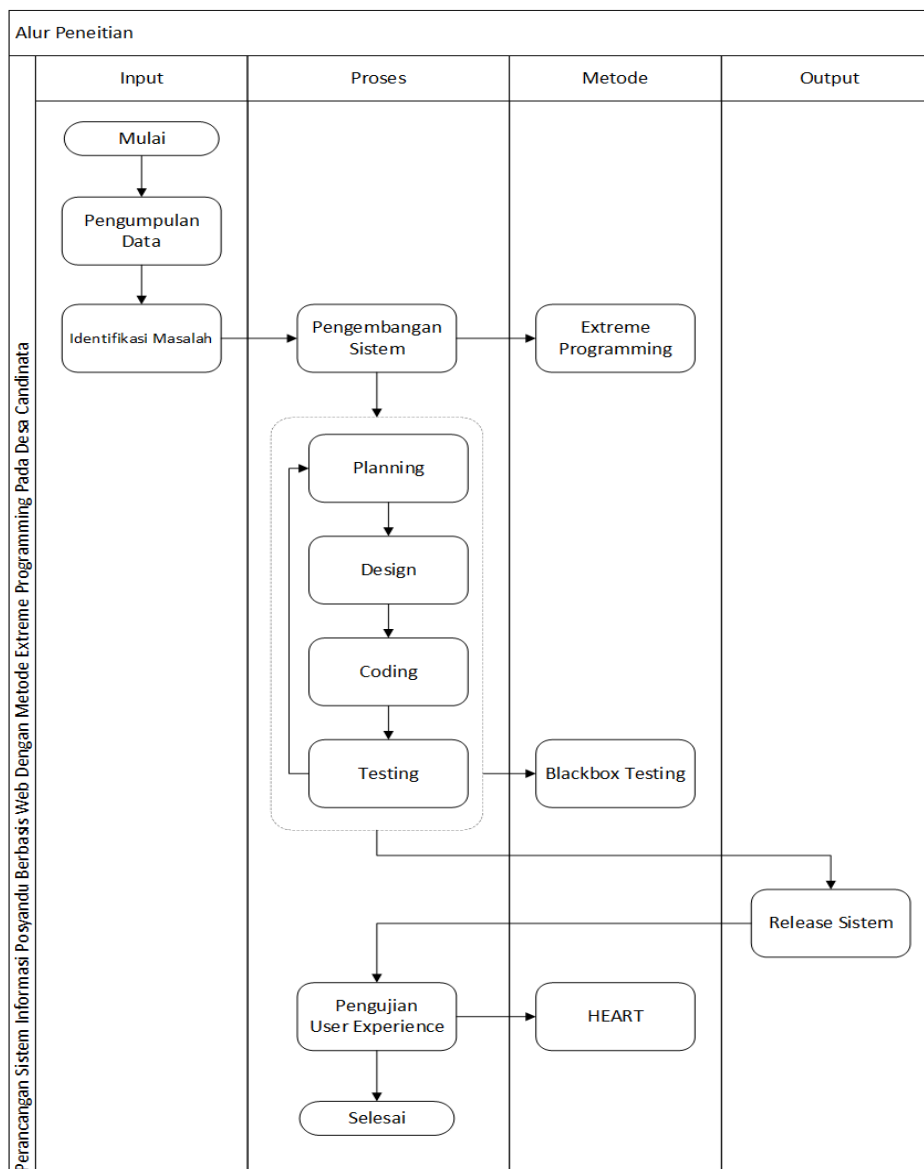 Alur Peneitian
Input
Proses
Metode
Output
Perancangan Sistem Informasi Posyandu Berbasis Web Dengan Metode Extreme Programming Pada Desa Candinata
Mulai
Pengumpulan
Data
Identifikasi Masalah
Pengembangan
Sistem
Extreme
Programming
Planning
Design
Coding
Testing
Blackbox Testing
Release Sistem
Pengujian
User Experience
HEART
Selesai